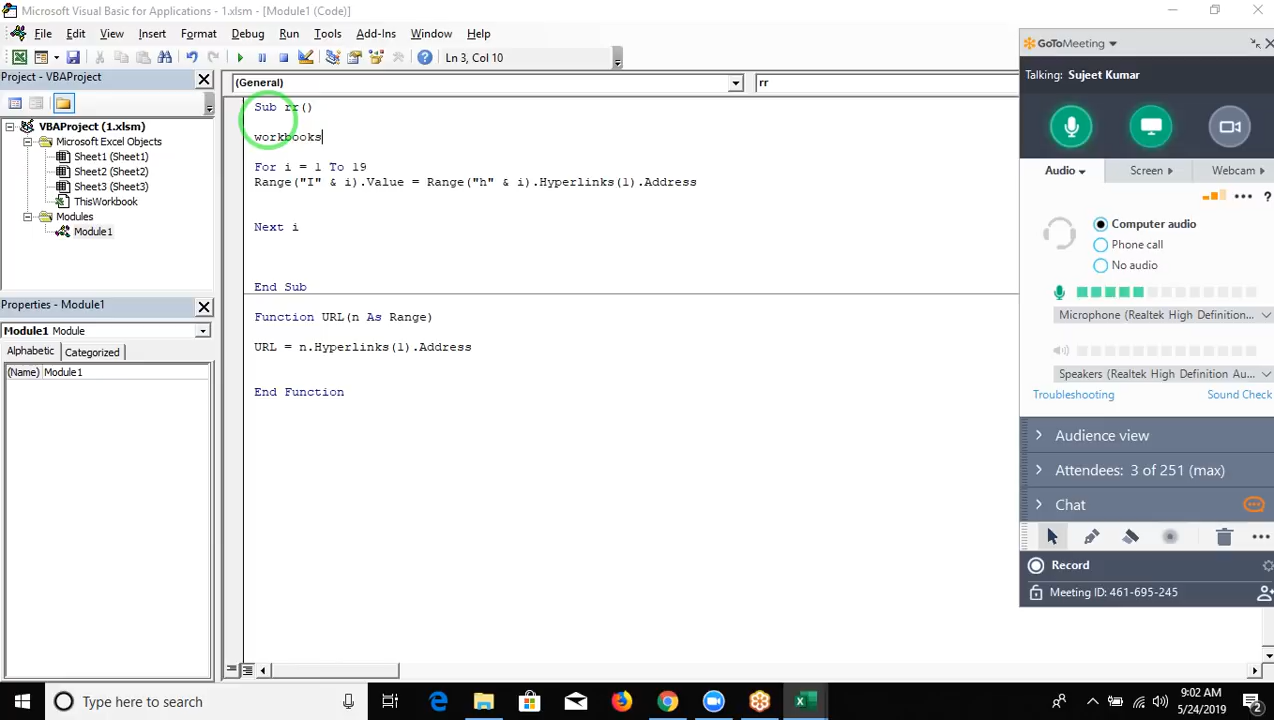 Microsoft Visual Basic for Applications - 1.xlsm - [Module1 (Code)]
File Edit View Insert Format Debug Run Tools Add-Ins Window Help
Ln 3, Col 10
Project - VBAProject
VBAProject (1.xlsm)
Microsoft Excel Objects
Sheet1 (Sheet1)
Sheet2 (Sheet2)
Sheet3 (Sheet3)
ThisWorkbook
Modules
Module1
Properties - Module1
Module1 Module
Alphabetic Categorized
(Name) Module1
(General) rr
Sub rr()
workbooks
For i = 1 To 19
Range("I" & i).Value = Range("h" & i).Hyperlinks(1).Address
Next i
End Sub
Function URL(n As Range)
URL = n.Hyperlinks(1).Address
End Function
GoToMeeting
Talking: Sujeet Kumar
Audio Screen Webcam
?
Computer audio
Phone call
No audio
Microphone (Realtek High Definition...
Speakers (Realtek High Definition Au...
Troubleshooting Sound Check
Audience view
Attendees: 3 of 251 (max)
Chat
Record
Meeting ID: 461-695-245
Type here to search
9:02 AM
5/24/2019
2